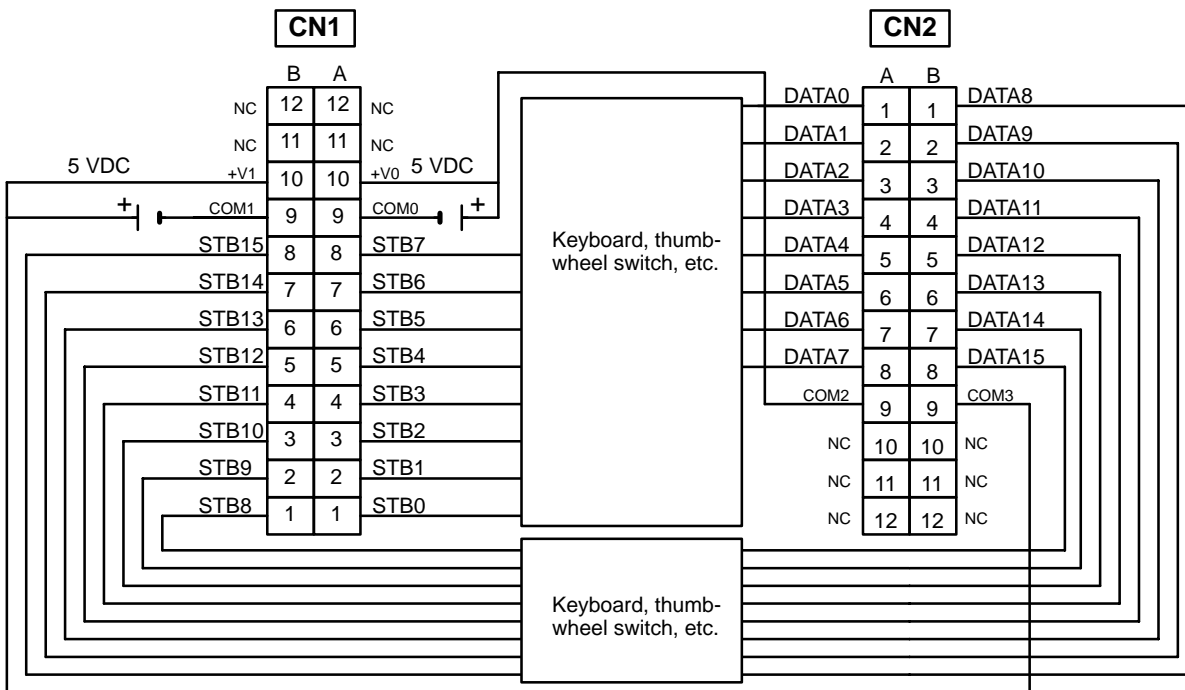 CN1
CN2
B A
A B
NC 12 12 NC
NC 11 11 NC
5 VDC +V1 10 10 +V0 5 VDC
+ COM1 9 9 COM0 +
STB15 8 8 STB7
STB14 7 7 STB6
STB13 6 6 STB5
STB12 5 5 STB4
STB11 4 4 STB3
STB10 3 3 STB2
STB9 2 2 STB1
STB8 1 1 STB0
Keyboard, thumb-
wheel switch, etc.
DATA0 1 1 DATA8
DATA1 2 2 DATA9
DATA2 3 3 DATA10
DATA3 4 4 DATA11
DATA4 5 5 DATA12
DATA5 6 6 DATA13
DATA6 7 7 DATA14
DATA7 8 8 DATA15
COM2 9 9 COM3
NC 10 10 NC
NC 11 11 NC
NC 12 12 NC
Keyboard, thumb-
wheel switch, etc.